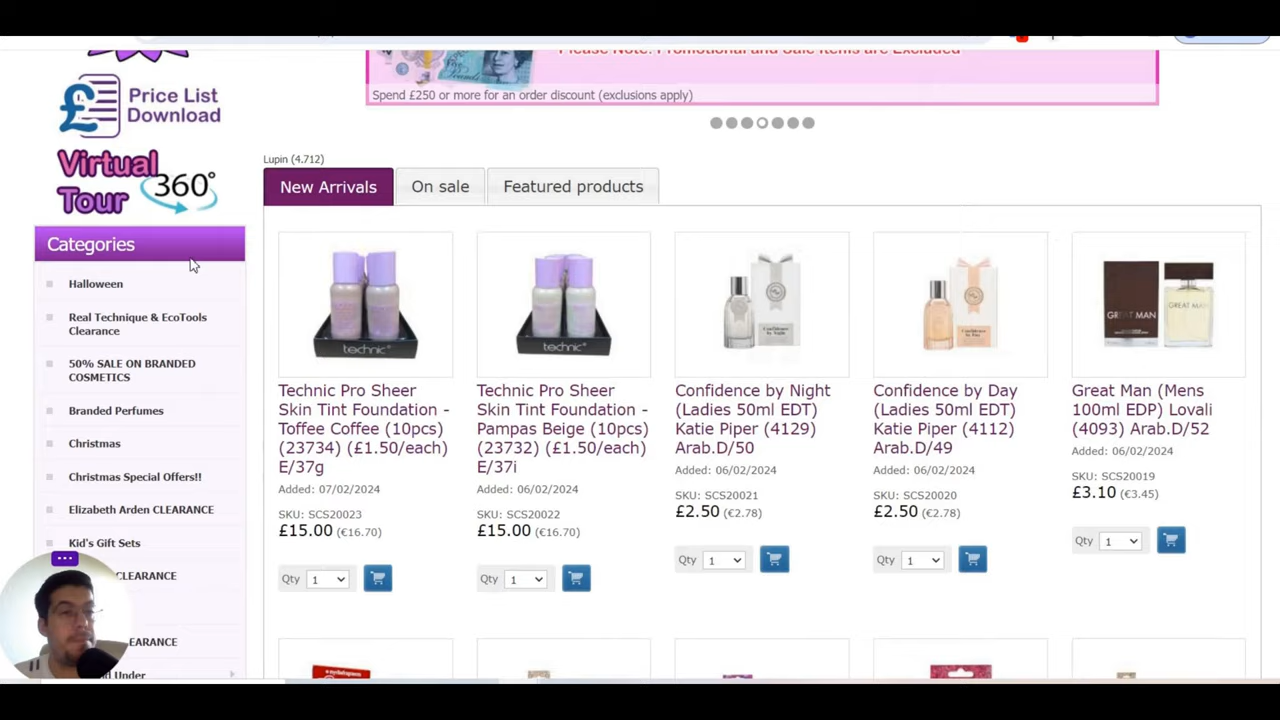 Please Note: Promotional and Sale Items are Excluded
Spend £250 or more for an order discount (exclusions apply)
£ Price List
Download
Virtual
Tour
360°
Categories
Halloween
Real Technique & EcoTools
Clearance
50% SALE ON BRANDED
COSMETICS
Branded Perfumes
Christmas
Christmas Special Offers!!
Elizabeth Arden CLEARANCE
Kid's Gift Sets
CLEARANCE
EARANCE
Under
Lupin (4.712)
New Arrivals
On sale
Featured products
technic
Technic Pro Sheer
Skin Tint Foundation -
Toffee Coffee (10pcs)
(23734) (£1.50/each)
E/37g
Added: 07/02/2024
SKU: SCS20023
£15.00 (€16.70)
Qty 1
technic
Technic Pro Sheer
Skin Tint Foundation -
Pampas Beige (10pcs)
(23732) (£1.50/each)
E/37i
Added: 06/02/2024
SKU: SCS20022
£15.00 (€16.70)
Qty 1
Confidence by Night
(Ladies 50ml EDT)
Katie Piper (4129)
Arab.D/50
Added: 06/02/2024
SKU: SCS20021
£2.50 (€2.78)
Qty 1
Confidence by Day
(Ladies 50ml EDT)
Katie Piper (4112)
Arab.D/49
Added: 06/02/2024
SKU: SCS20020
£2.50 (€2.78)
Qty 1
GREAT MAN
Great Man (Mens
100ml EDP) Lovali
(4093) Arab.D/52
Added: 06/02/2024
SKU: SCS20019
£3.10 (€3.45)
Qty 1